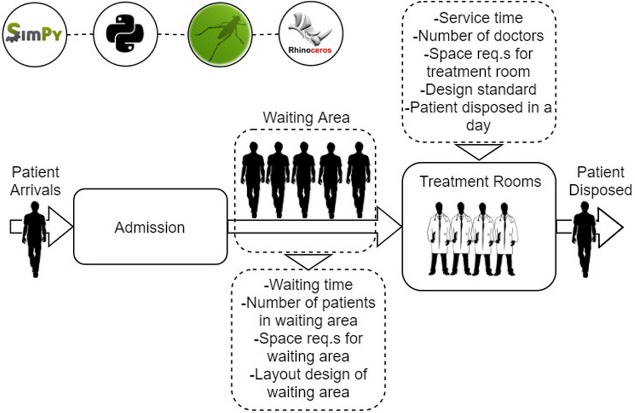 SimPy
Rhinoceros
-Service time
-Number of doctors
-Space req.s for
treatment room
-Design standard
-Patient disposed in a
day
Waiting Area
Patient
Arrivals
Admission
Treatment Rooms
Patient
Disposed
-Waiting time
-Number of patients
in waiting area
-Space req.s for
waiting area
-Layout design of
waiting area